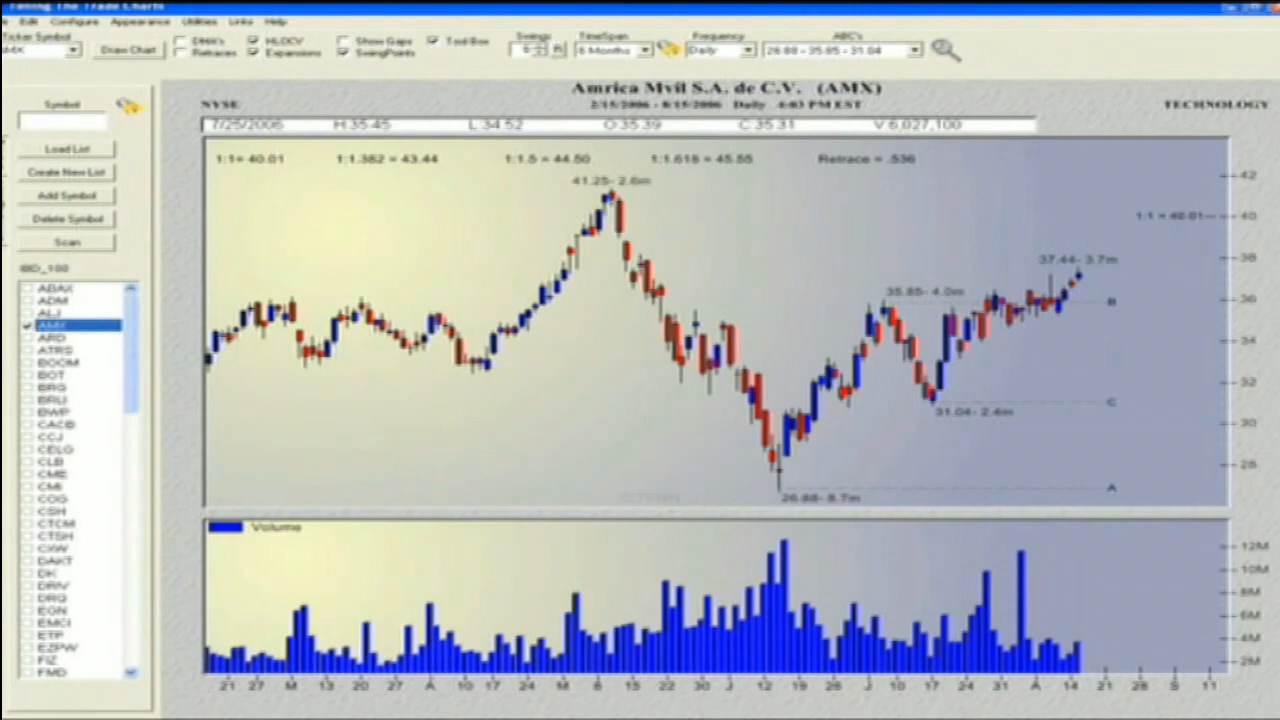 Timing The Trade Charts
Edit Configure Appearance Utilities Links Help
Ticker Symbol
AMX
Draw Chart
DMA's HLOCV Show Gaps Tool Box
Retraces Expansions SwingPoints
Swings TimeSpan Frequency ABC's
6 Months Daily 26.88 - 35.85 - 31.04
Amrica Mvil S.A. de C.V. (AMX)
NYSE 2/15/2006 - 8/15/2006 Daily 4:03 PM EST TECHNOLOGY
7/25/2006 H:35.45 L:34.52 O:35.39 C:35.31 V:6,027,100
1:1= 40.01 1:1.382 = 43.44 1:1.5 = 44.50 1:1.618 = 45.55 Retrace = .536
41.25- 2.6m
1:1 = 40.01
37.44- 3.7m
35.85- 4.0m
B
31.04- 2.4m
C
26.88- 8.7m
A
42
40
38
36
34
32
30
28
Volume
12M
10M
8M
6M
4M
2M
21 27 M 13 20 27 A 10 17 24 M 8 15 22 30 J 12 19 26 J 10 17 24 31 A 14 21 28 S 11
Symbol
Load List
Create New List
Add Symbol
Delete Symbol
Scan
IBD_100
ABAX
ADM
ALJ
AMX
ARD
ATRS
BOOM
BOT
BRG
BRLI
BWP
CACB
CCJ
CELG
CLB
CME
CMI
COG
CSH
CTCM
CTSH
CXW
DAKT
DK
DRIV
DRQ
EGN
EMCI
ETP
EZPW
FIZ
FMD